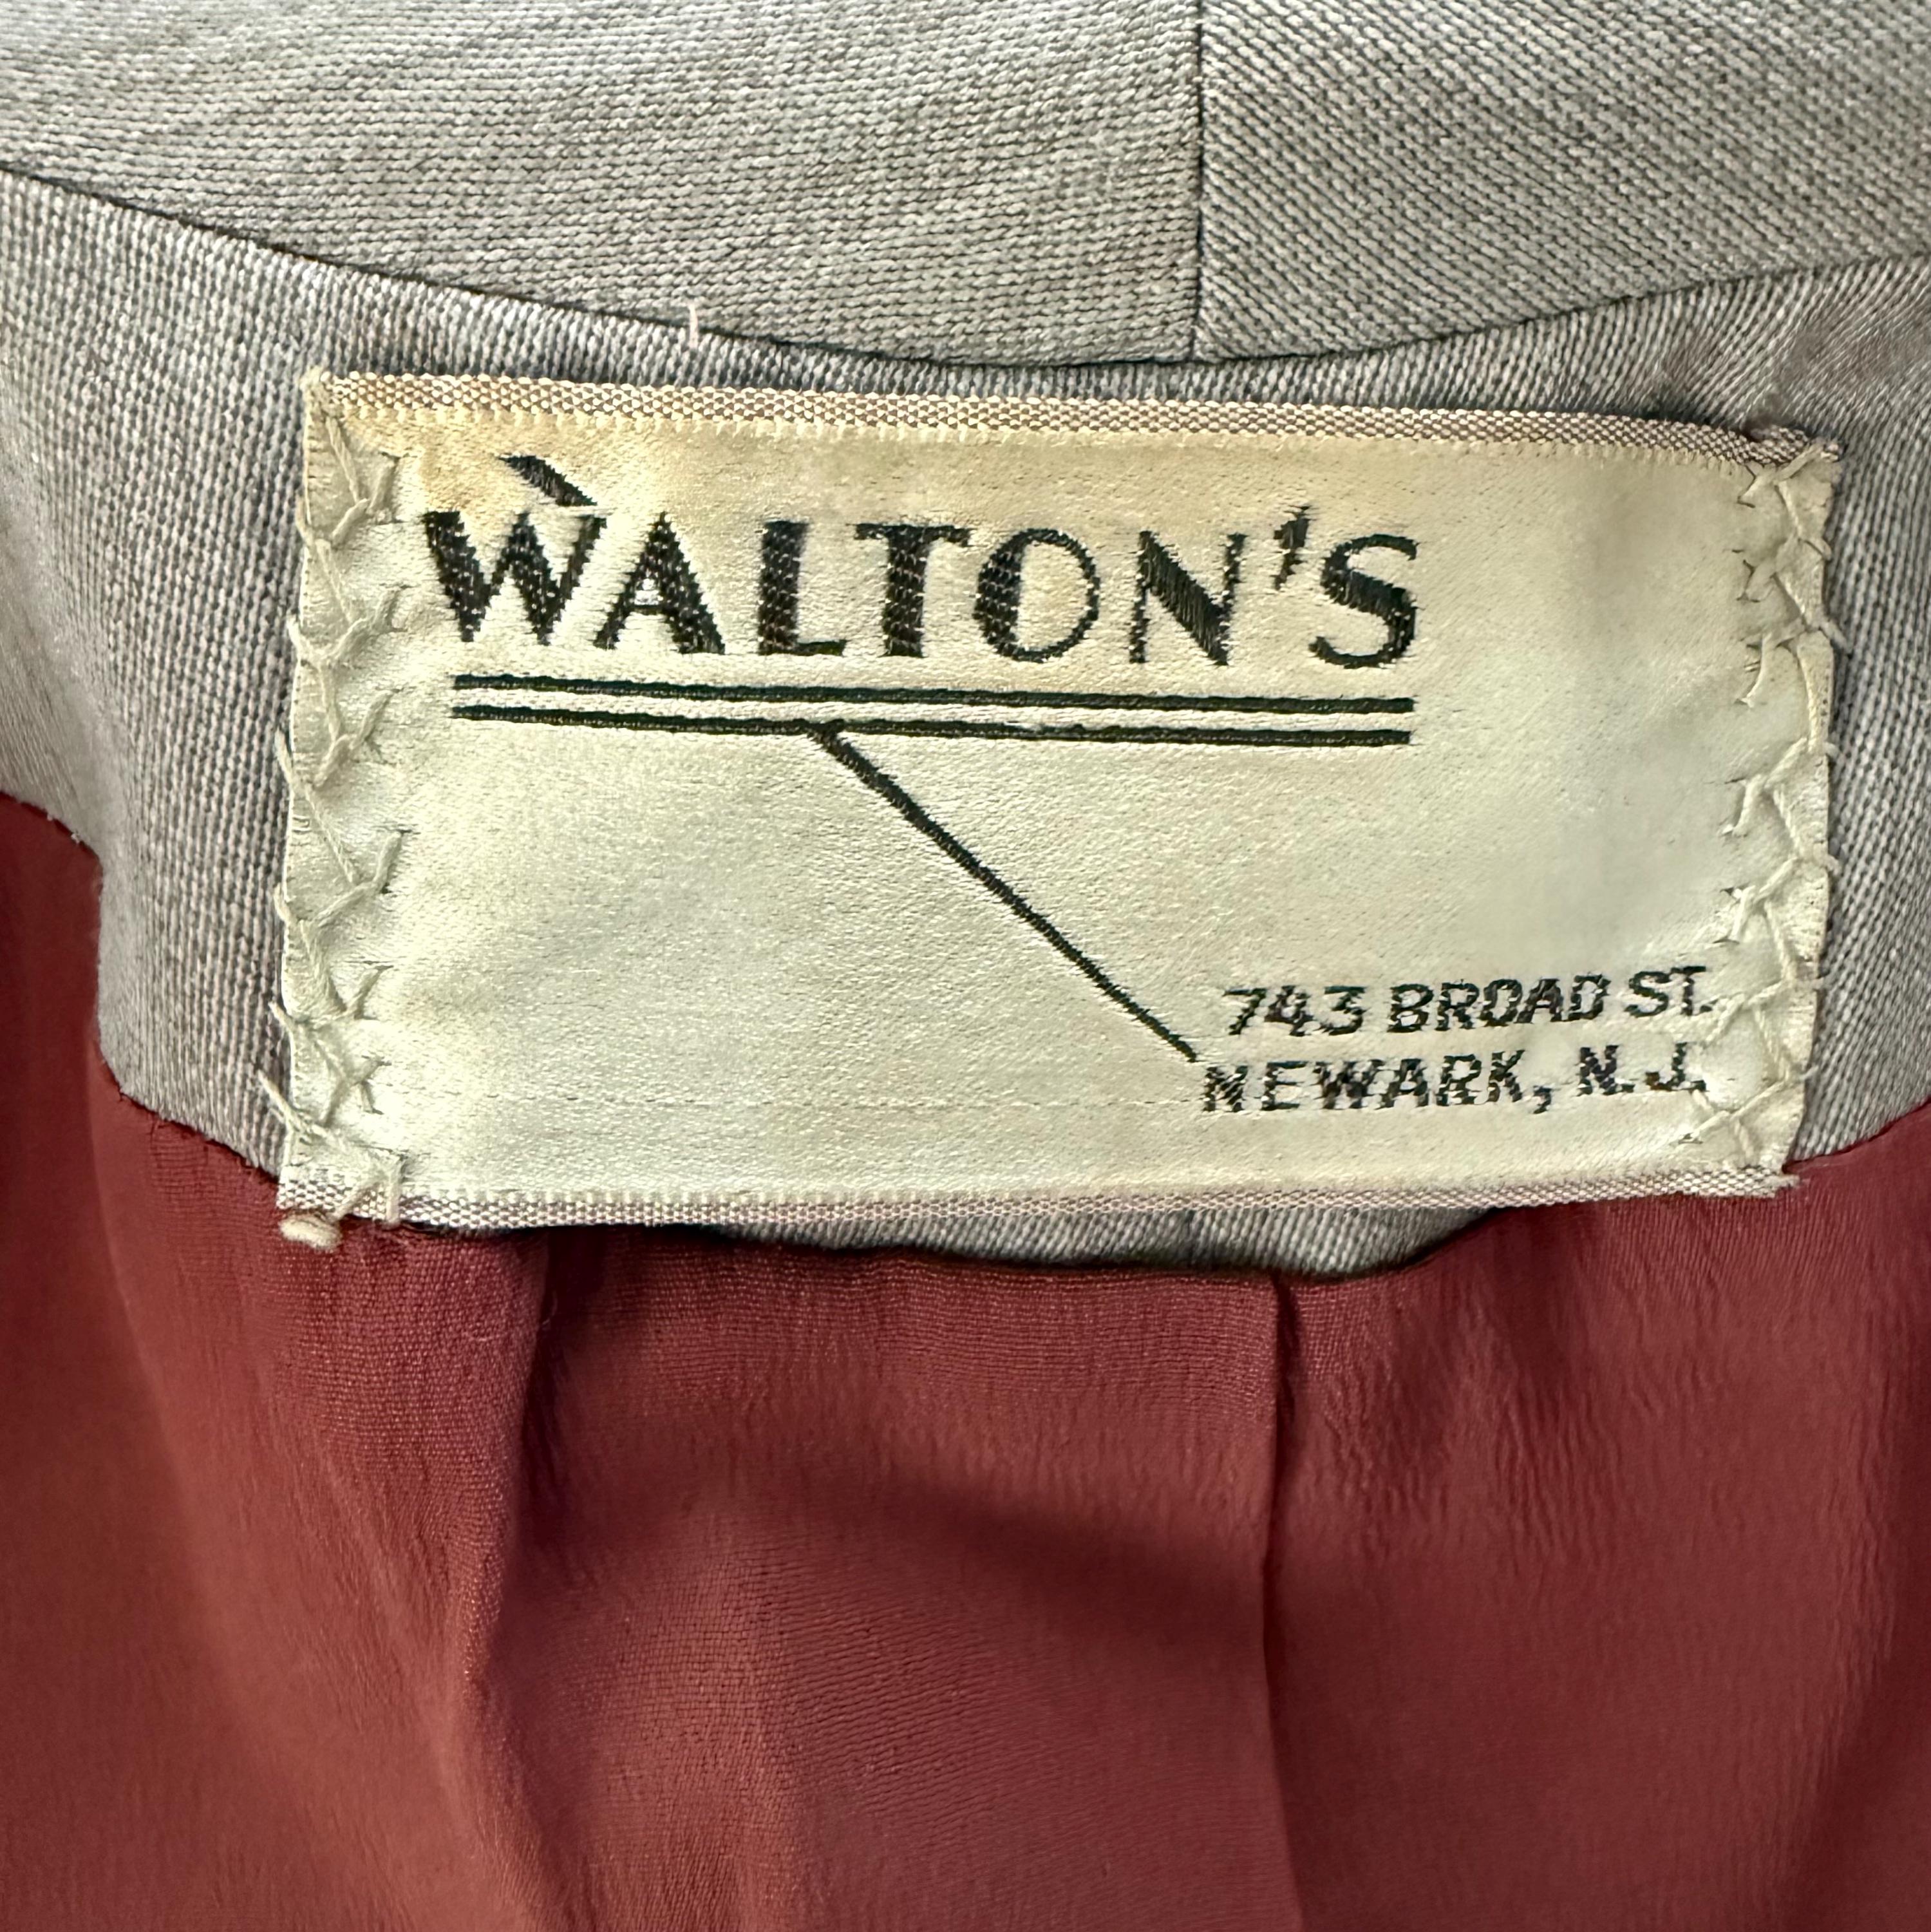 WALTON'S
743 BROAD ST.
NEWARK, N.J.